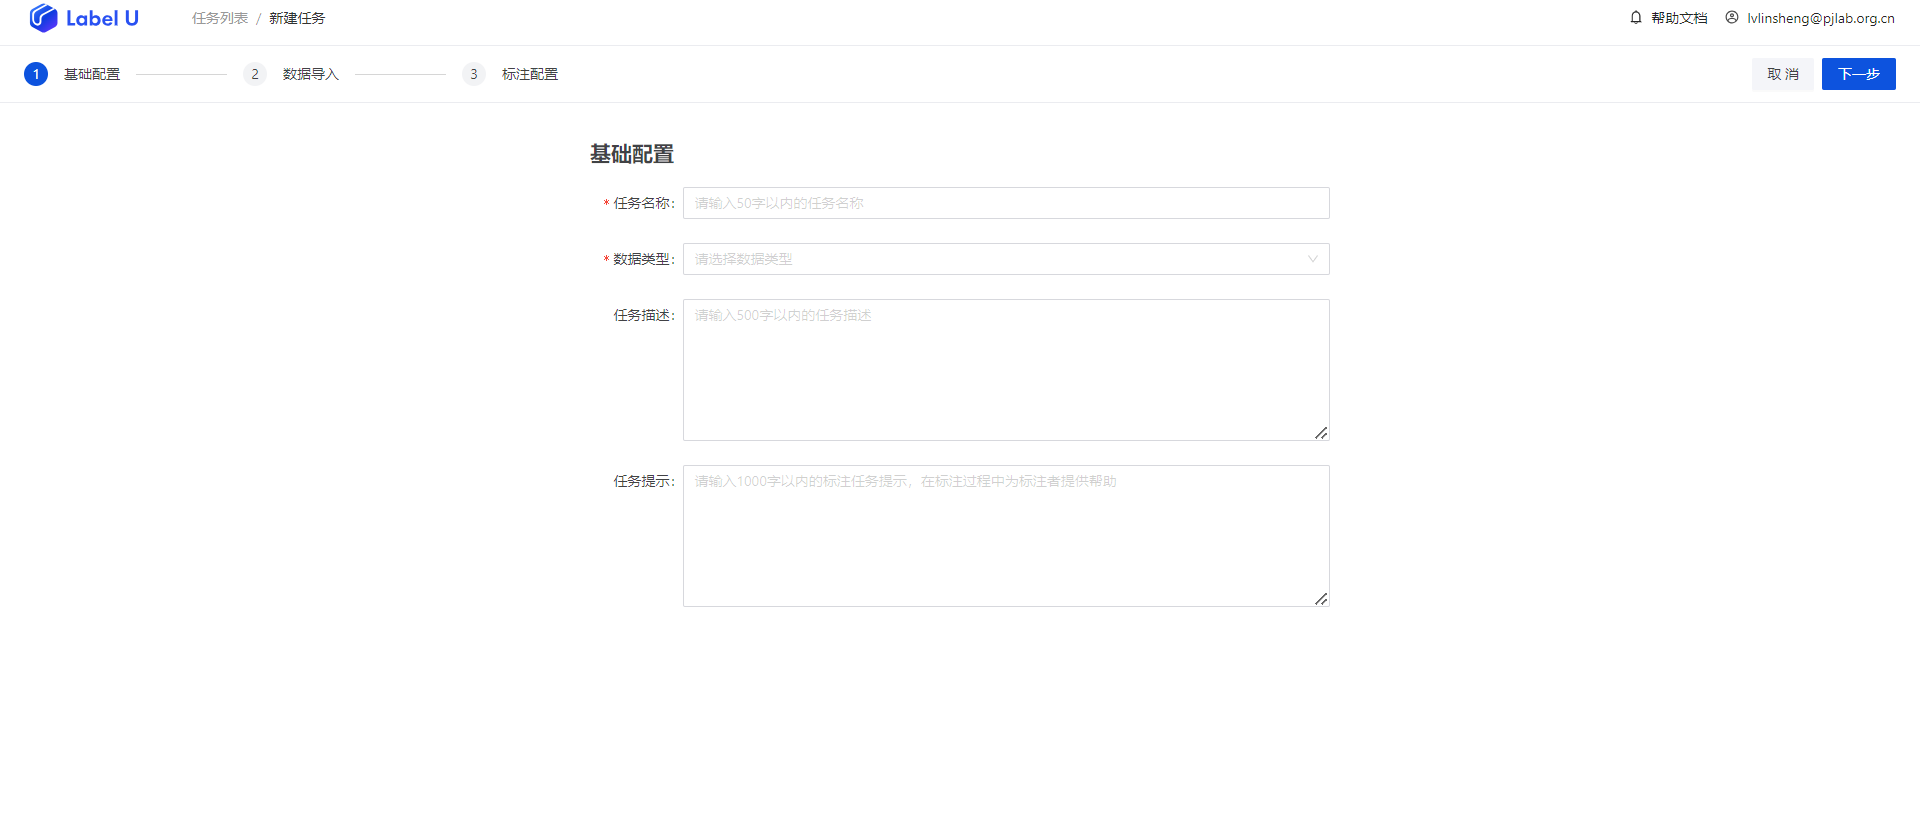 Label U 任务列表 / 新建任务 帮助文档 lvlinsheng@pjlab.org.cn
1 基础配置 2 数据导入 3 标注配置 取 消 下一步
基础配置
* 任务名称: 请输入50字以内的任务名称
* 数据类型: 请选择数据类型
任务描述: 请输入500字以内的任务描述
任务提示: 请输入1000字以内的标注任务提示，在标注过程中为标注者提供帮助